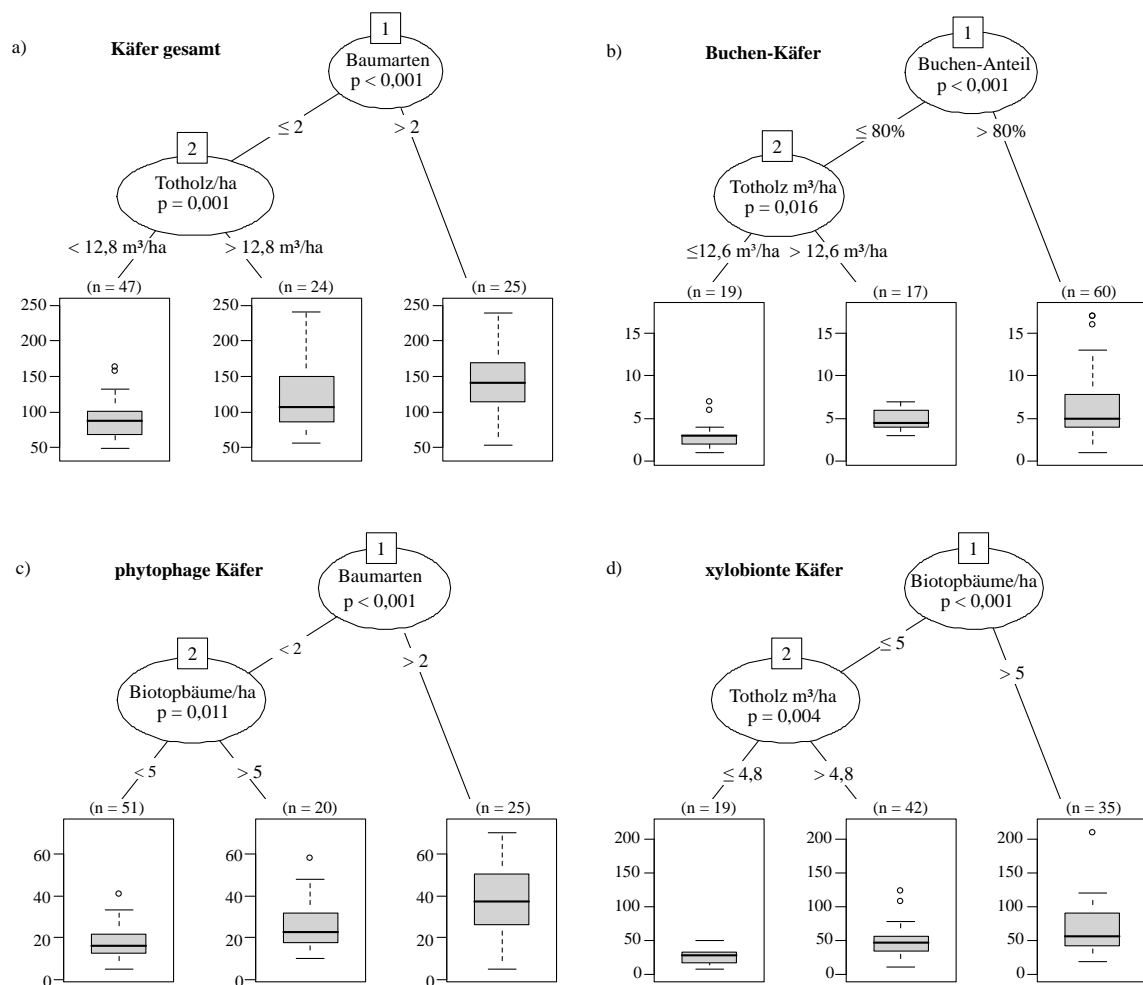 a)
Käfer gesamt
1
Baumarten
p < 0,001
≤ 2
> 2
2
Totholz/ha
p = 0,001
< 12,8 m³/ha
> 12,8 m³/ha
(n = 47)
(n = 24)
(n = 25)
250
200
150
100
50
250
200
150
100
50
250
200
150
100
50
b)
Buchen-Käfer
1
Buchen-Anteil
p < 0,001
≤ 80%
> 80%
2
Totholz m³/ha
p = 0,016
≤12,6 m³/ha
> 12,6 m³/ha
(n = 19)
(n = 17)
(n = 60)
15
10
5
0
15
10
5
0
15
10
5
0
c)
phytophage Käfer
1
Baumarten
p < 0,001
< 2
> 2
2
Biotopbäume/ha
p = 0,011
< 5
> 5
(n = 51)
(n = 20)
(n = 25)
60
40
20
0
60
40
20
0
60
40
20
0
d)
xylobionte Käfer
1
Biotopbäume/ha
p < 0,001
≤ 5
> 5
2
Totholz m³/ha
p = 0,004
≤ 4,8
> 4,8
(n = 19)
(n = 42)
(n = 35)
200
150
100
50
0
200
150
100
50
0
200
150
100
50
0